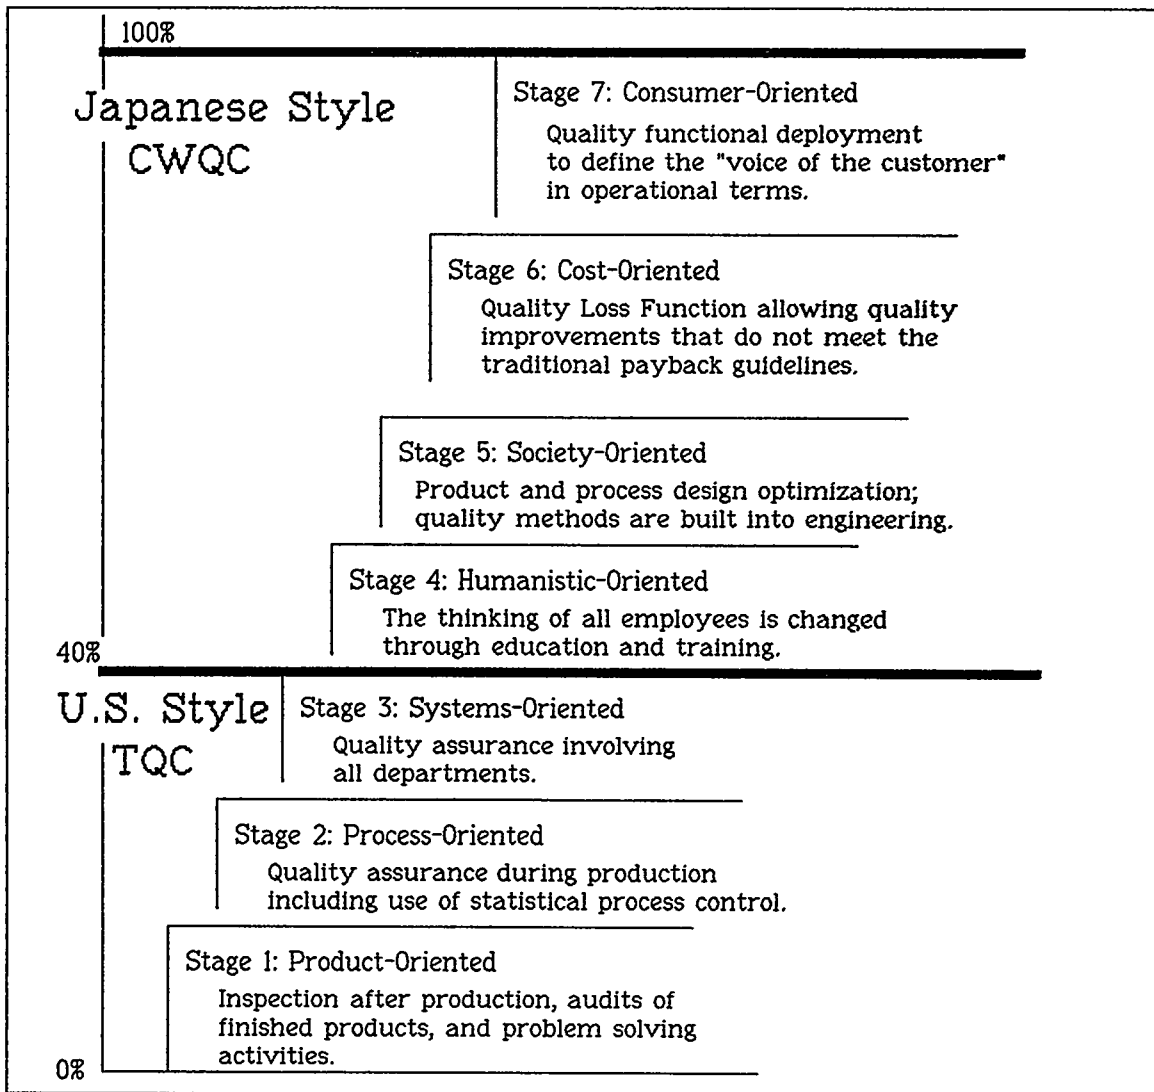 100%
Japanese Style
CWQC
Stage 7: Consumer-Oriented
Quality functional deployment
to define the "voice of the customer"
in operational terms.
Stage 6: Cost-Oriented
Quality Loss Function allowing quality
improvements that do not meet the
traditional payback guidelines.
Stage 5: Society-Oriented
Product and process design optimization;
quality methods are built into engineering.
Stage 4: Humanistic-Oriented
The thinking of all employees is changed
through education and training.
40%
U.S. Style
TQC
Stage 3: Systems-Oriented
Quality assurance involving
all departments.
Stage 2: Process-Oriented
Quality assurance during production
including use of statistical process control.
Stage 1: Product-Oriented
Inspection after production, audits of
finished products, and problem solving
activities.
0%